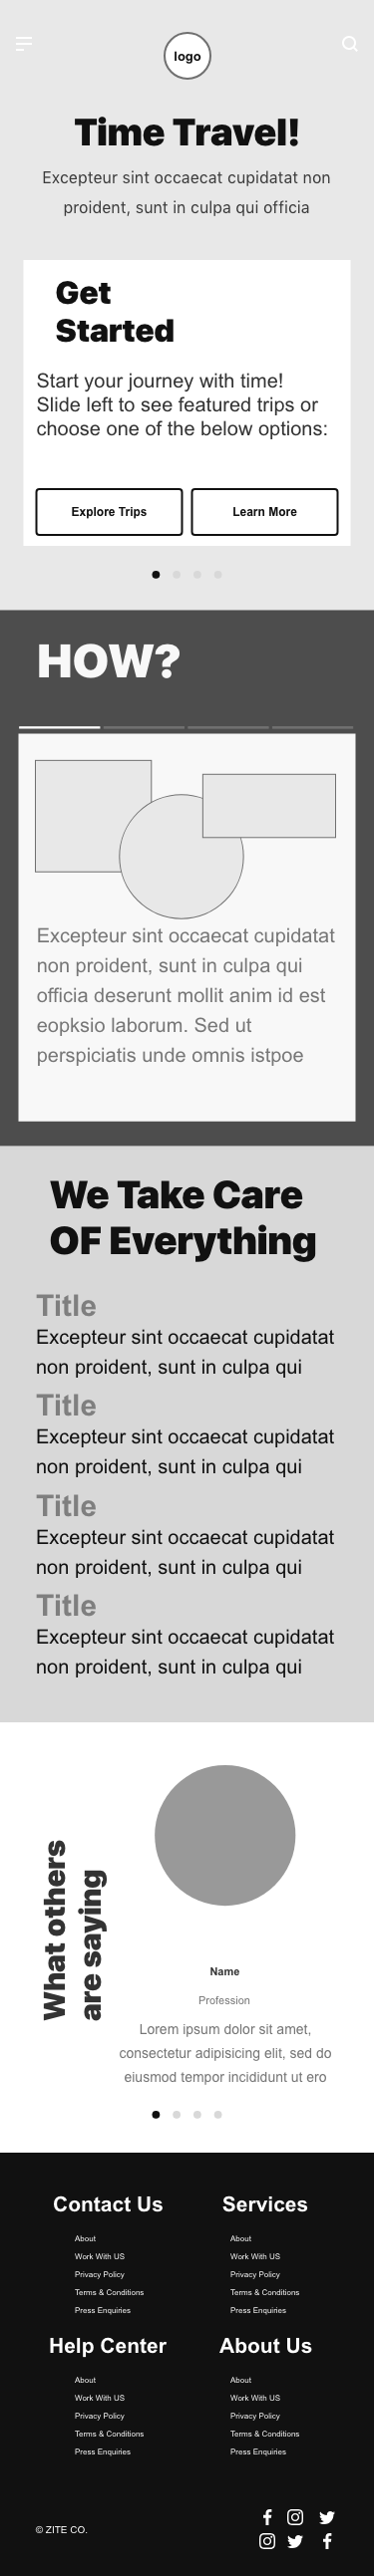 logo
Time Travel!
Excepteur sint occaecat cupidatat non
proident, sunt in culpa qui officia
Get
Started
Start your journey with time!
Slide left to see featured trips or
choose one of the below options:
Explore Trips
Learn More
HOW?
Excepteur sint occaecat cupidatat
non proident, sunt in culpa qui
officia deserunt mollit anim id est
eopksio laborum. Sed ut
perspiciatis unde omnis istpoe
We Take Care
OF Everything
Title
Excepteur sint occaecat cupidatat
non proident, sunt in culpa qui
Title
Excepteur sint occaecat cupidatat
non proident, sunt in culpa qui
Title
Excepteur sint occaecat cupidatat
non proident, sunt in culpa qui
Title
Excepteur sint occaecat cupidatat
non proident, sunt in culpa qui
What others
are saying
Name
Profession
Lorem ipsum dolor sit amet,
consectetur adipisicing elit, sed do
eiusmod tempor incididunt ut ero
Contact Us
About
Work With US
Privacy Policy
Terms & Conditions
Press Enquiries
Services
About
Work With US
Privacy Policy
Terms & Conditions
Press Enquiries
Help Center
About
Work With US
Privacy Policy
Terms & Conditions
Press Enquiries
About Us
About
Work With US
Privacy Policy
Terms & Conditions
Press Enquiries
© ZITE CO.